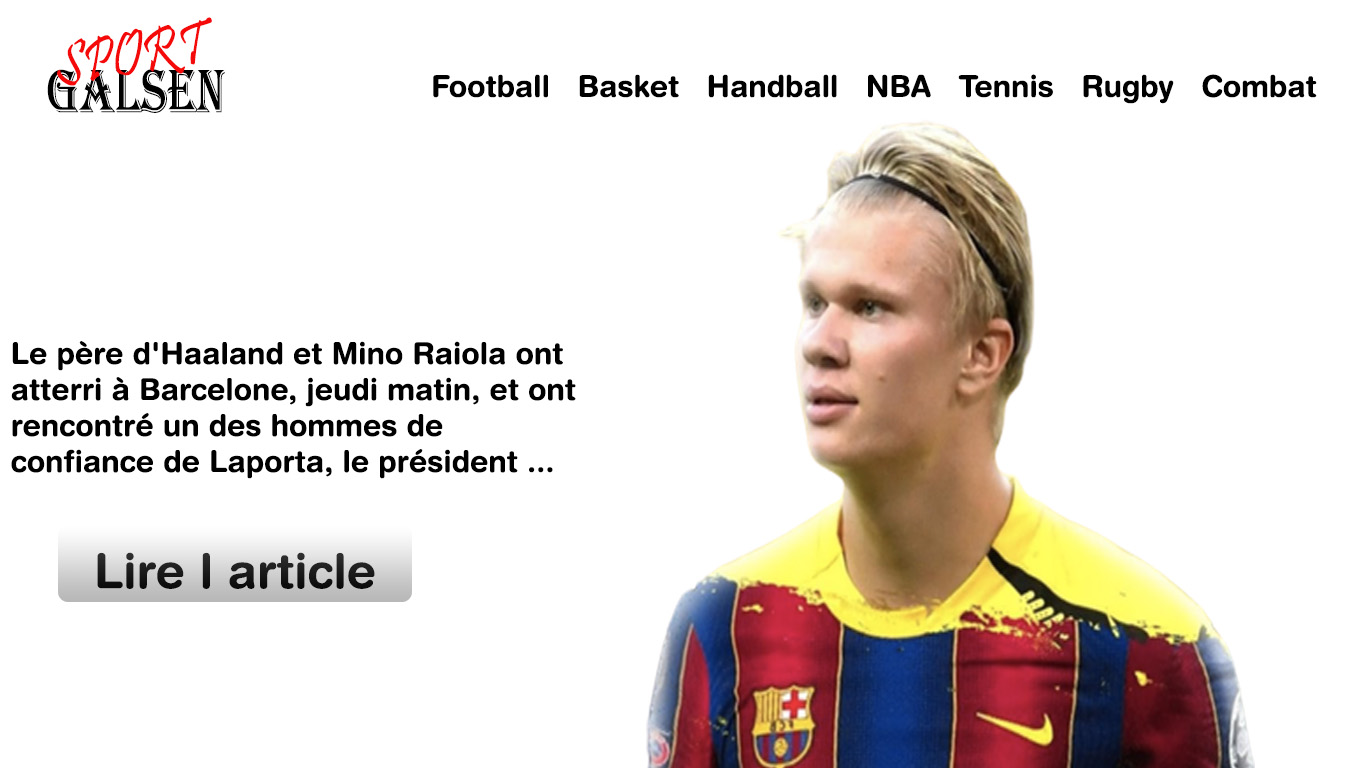 SPORT
GALSEN
Football Basket Handball NBA Tennis Rugby Combat
Le père d'Haaland et Mino Raiola ont
atterri à Barcelone, jeudi matin, et ont
rencontré un des hommes de
confiance de Laporta, le président ...
Lire l article
FCB